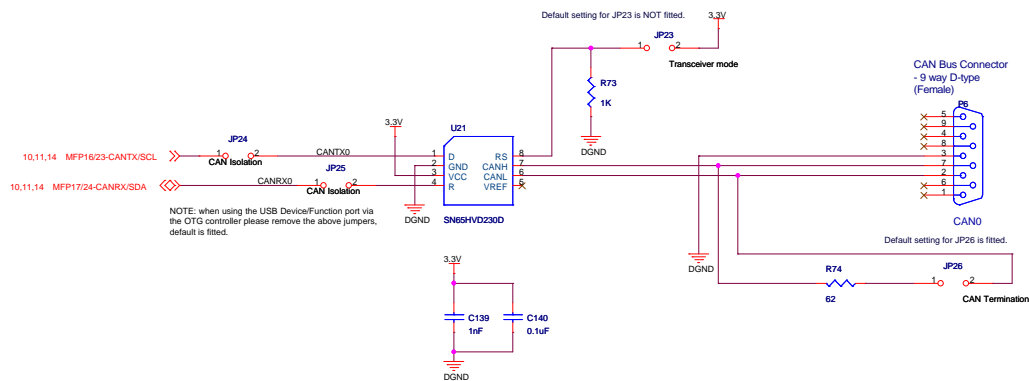 Default setting for JP23 is NOT fitted.
3.3V
JP23
1 2
Transceiver mode
R73
1K
DGND
CAN Bus Connector
- 9 way D-type
(Female)
P6
5
9
4
8
3
7
2
6
1
CAN0
3.3V
U21
10,11,14 MFP16/23-CANTX/SCL
JP24
1 2
CAN Isolation
CANTX0
10,11,14 MFP17/24-CANRX/SDA
CANRX0
JP25
1 2
CAN Isolation
1 D RS 8
2 GND CANH 7
3 VCC CANL 6
4 R VREF 5
SN65HVD230D
DGND
NOTE: when using the USB Device/Function port via
the OTG controller please remove the above jumpers,
default is fitted.
DGND
Default setting for JP26 is fitted.
R74
62
JP26
1 2
CAN Termination
3.3V
C139
1nF
C140
0.1uF
DGND